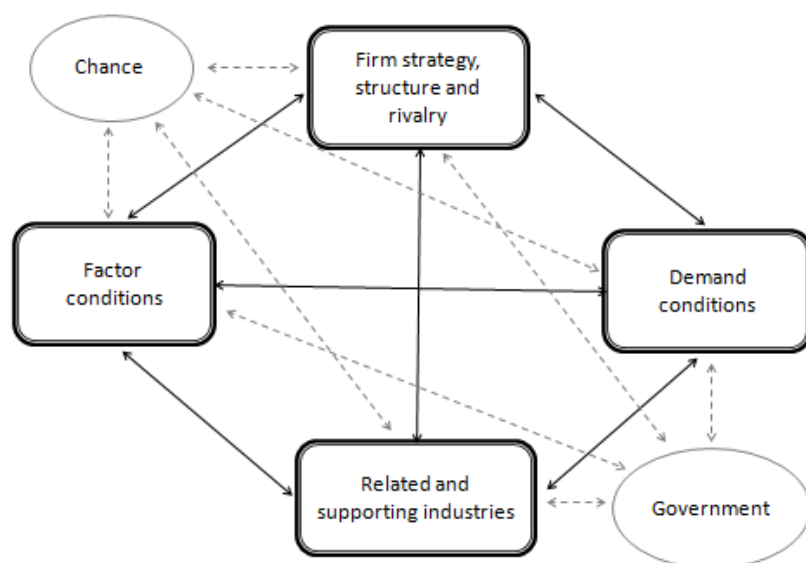 Chance
Firm strategy,
structure and
rivalry
Factor
conditions
Demand
conditions
Related and
supporting industries
Government